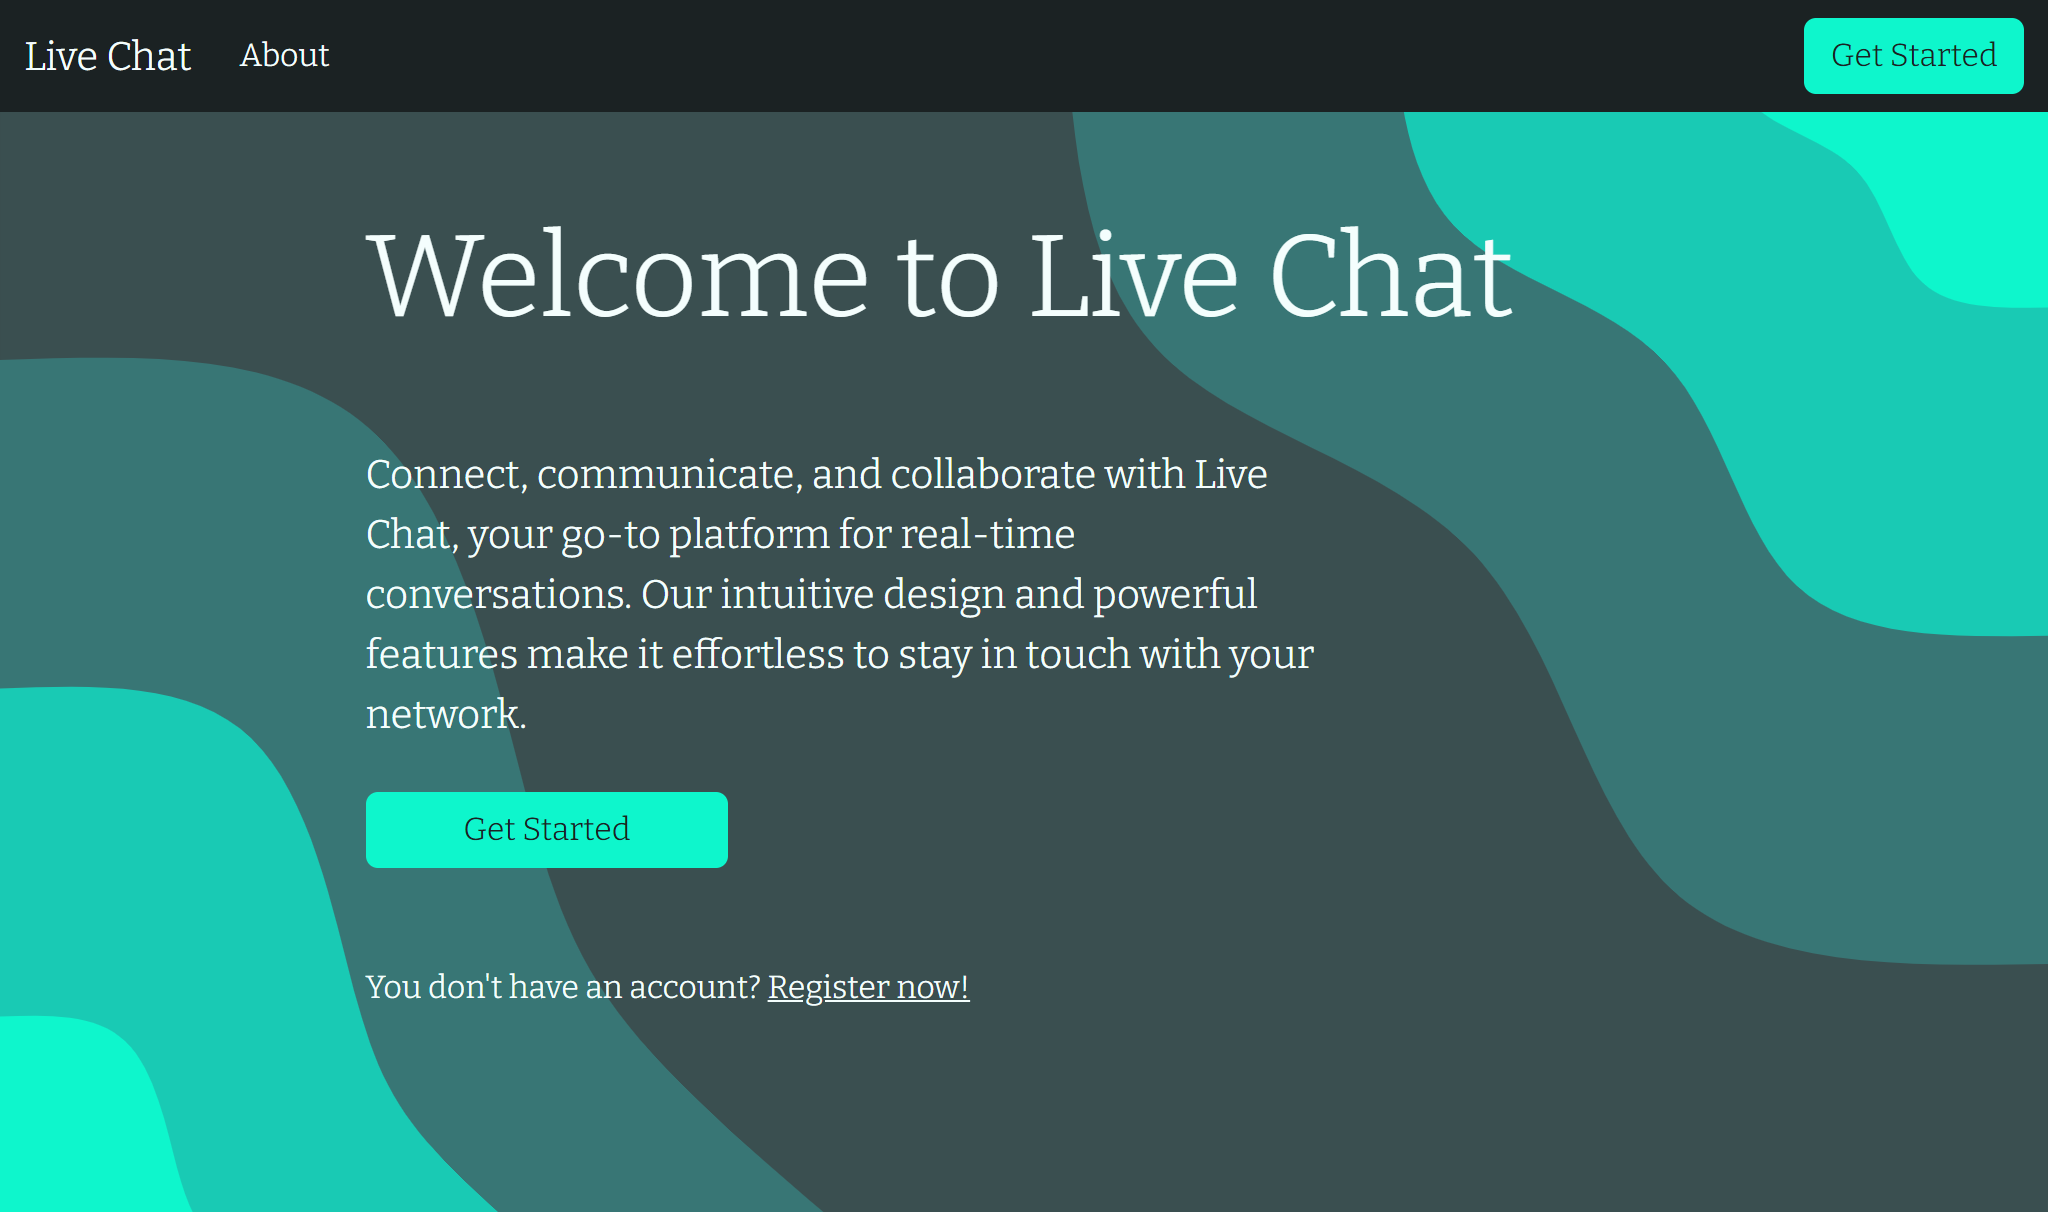 Live Chat About Get Started
Welcome to Live Chat
Connect, communicate, and collaborate with Live
Chat, your go-to platform for real-time
conversations. Our intuitive design and powerful
features make it effortless to stay in touch with your
network.
Get Started
You don't have an account? Register now!